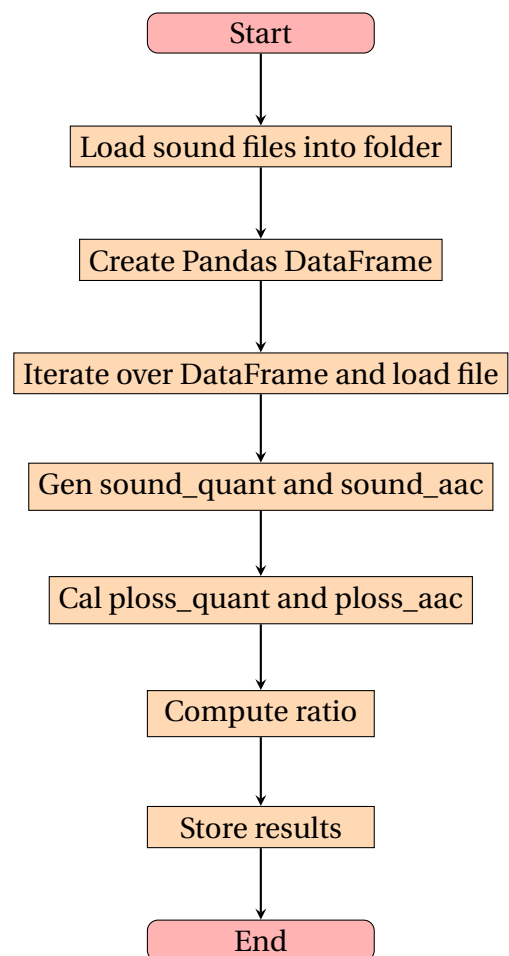 Start
Load sound files into folder
Create Pandas DataFrame
Iterate over DataFrame and load file
Gen sound_quant and sound_aac
Cal ploss_quant and ploss_aac
Compute ratio
Store results
End